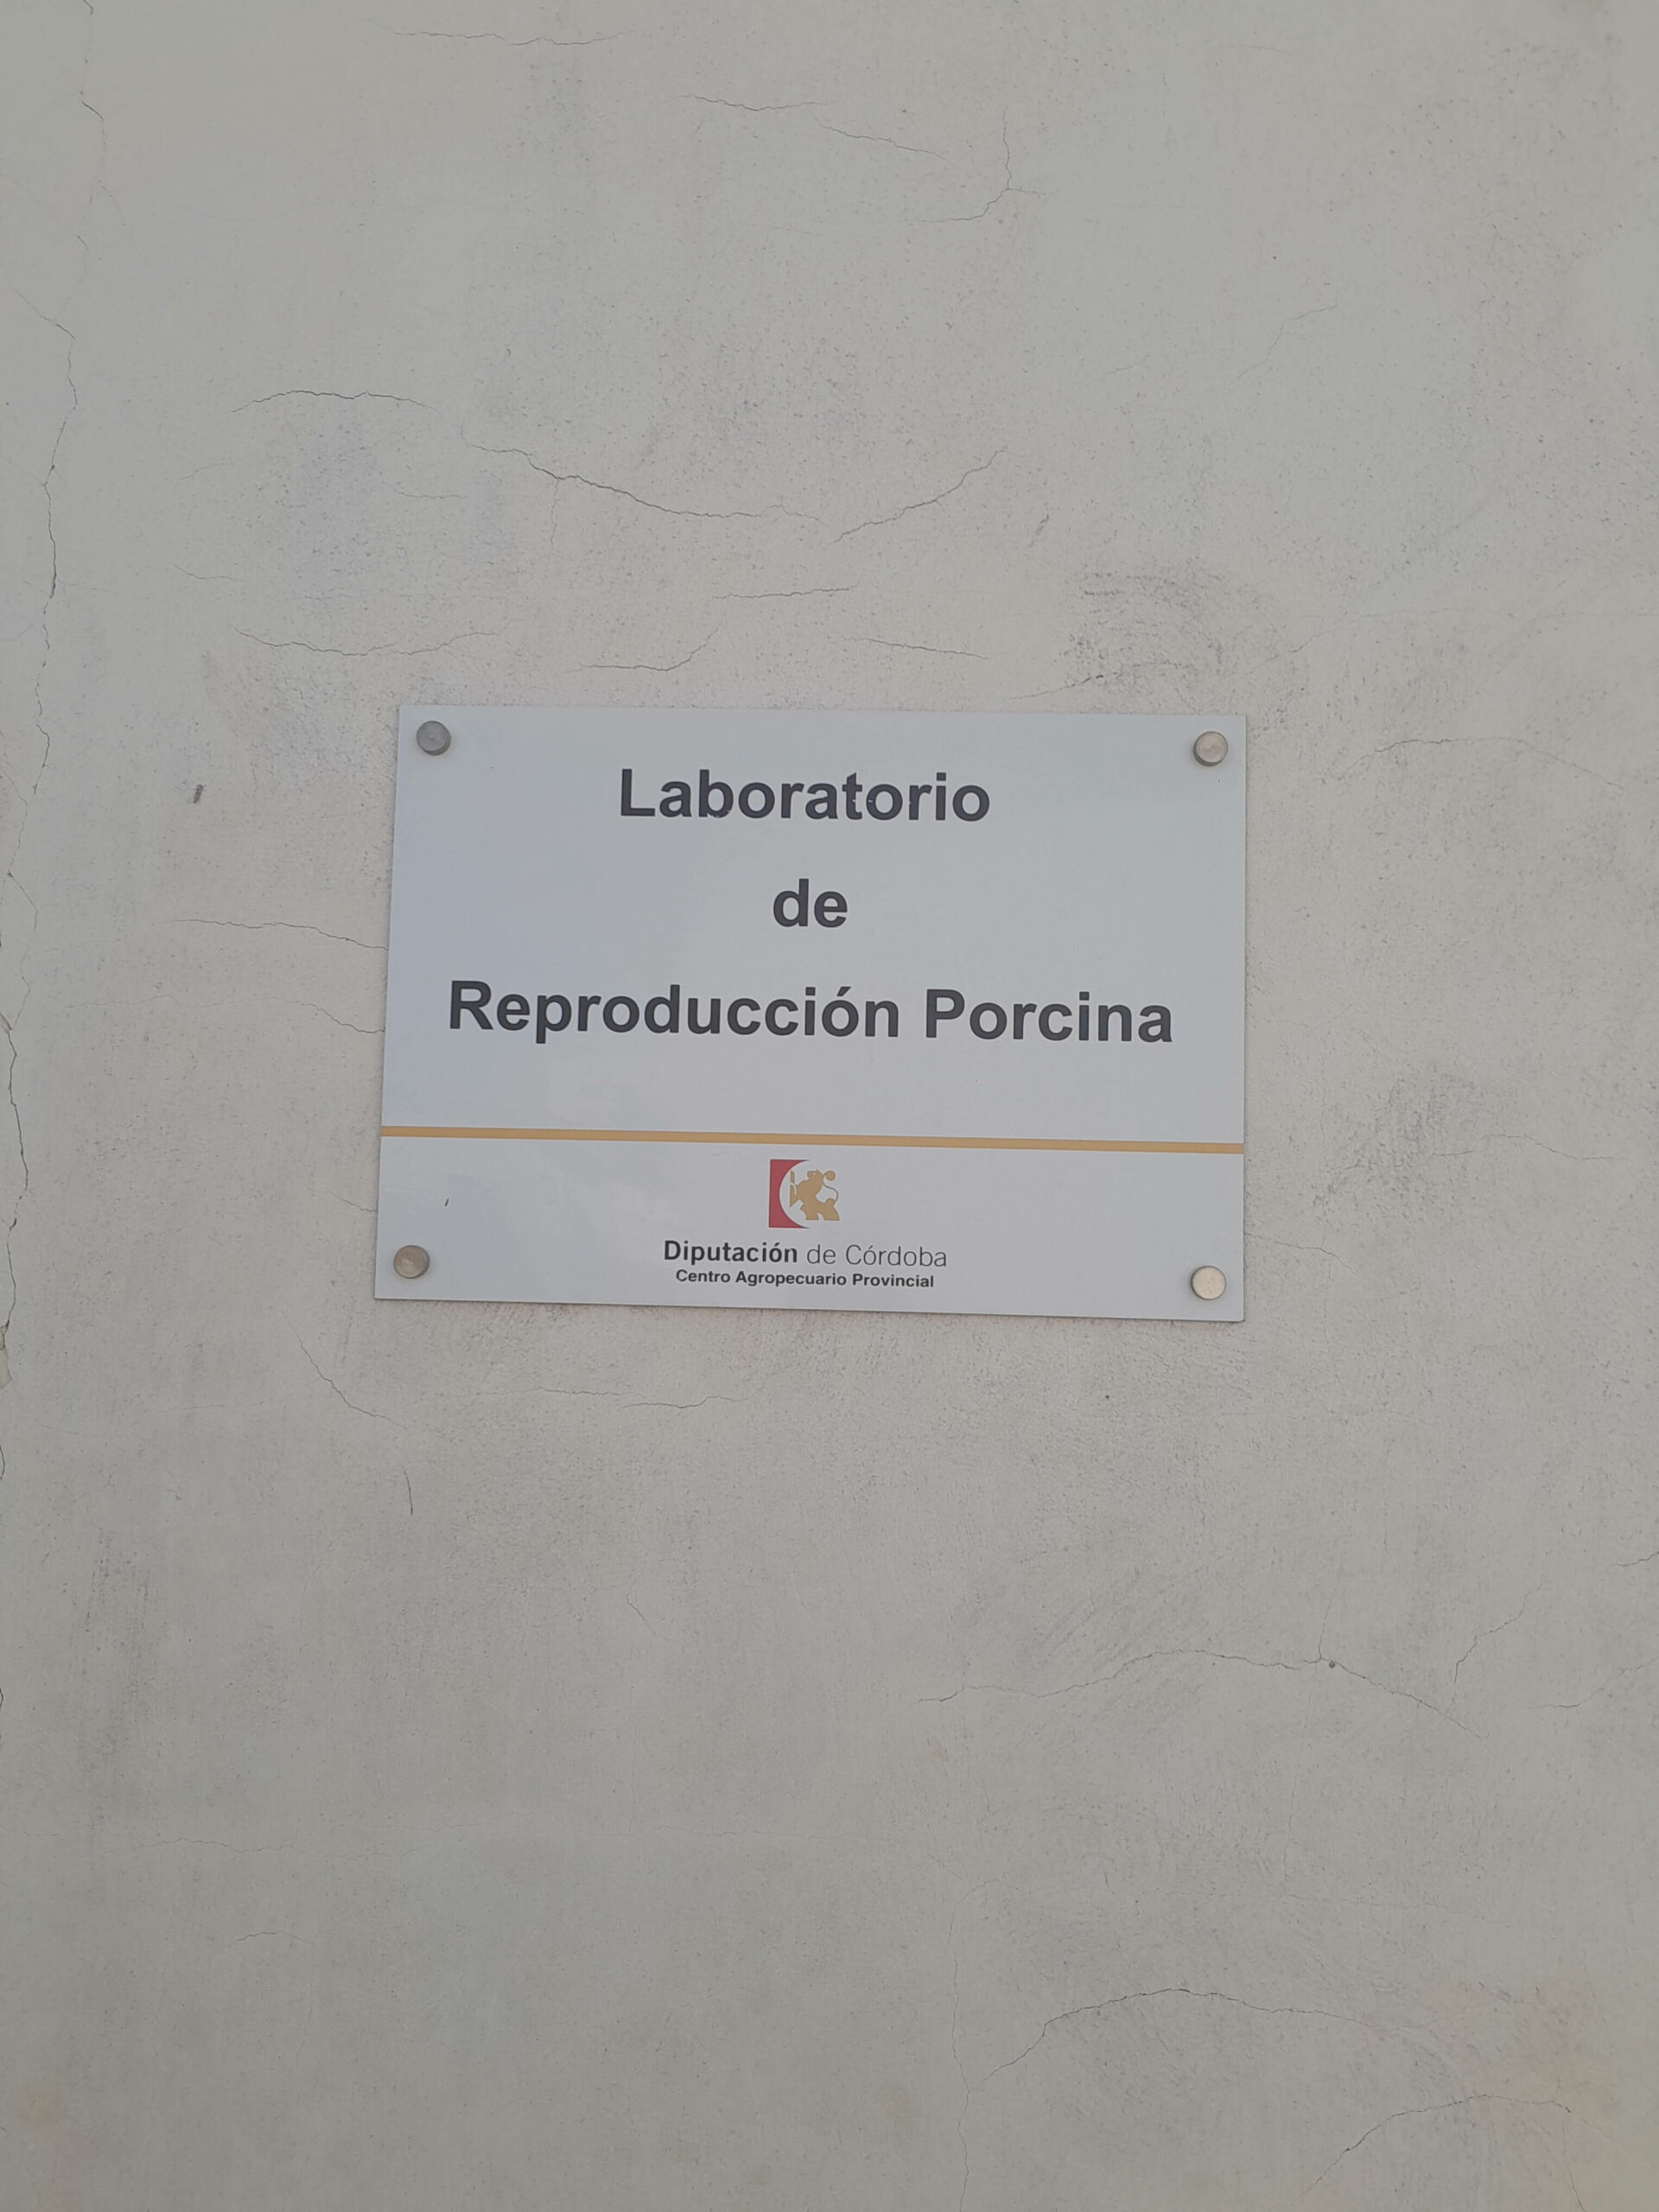 Laboratorio
de
Reproducción Porcina
Diputación de Córdoba
Centro Agropecuario Provincial